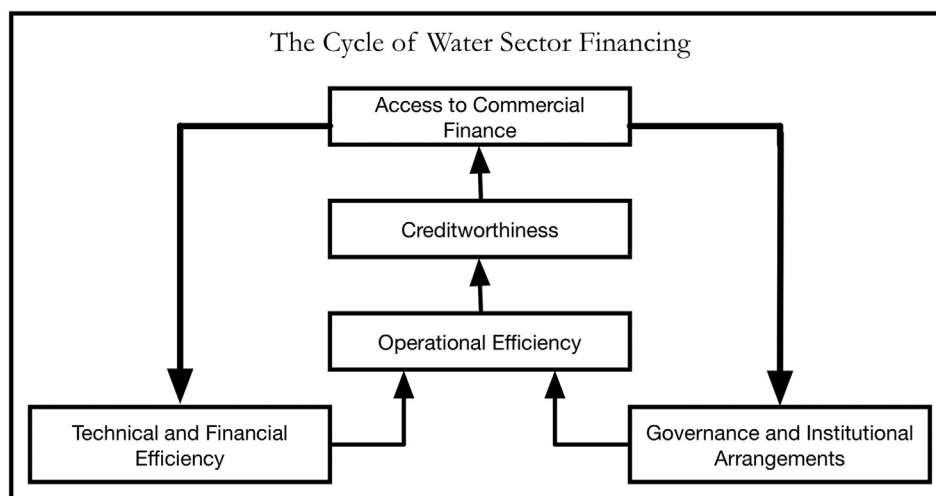 The Cycle of Water Sector Financing
Access to Commercial
Finance
Creditworthiness
Operational Efficiency
Technical and Financial
Efficiency
Governance and Institutional
Arrangements